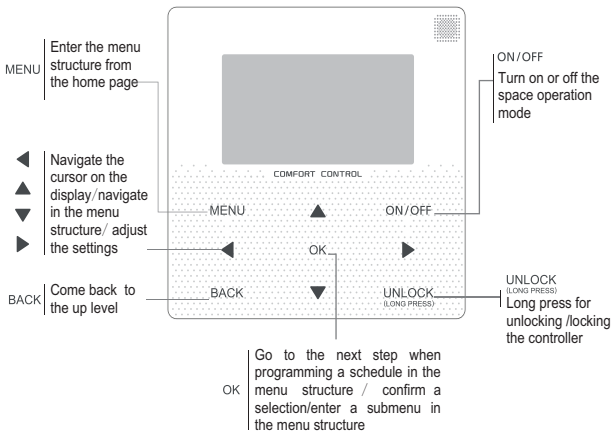 MENU
Enter the menu
structure from
the home page
ON/OFF
Turn on or off the
space operation
mode
Navigate the
cursor on the
display/navigate
in the menu
structure/ adjust
the settings
BACK
Come back to
the up level
COMFORT CONTROL
MENU
ON/OFF
OK
BACK
UNLOCK
(LONG PRESS)
UNLOCK
(LONG PRESS)
Long press for
unlocking /locking
the controller
OK
Go to the next step when
programming a schedule in the
menu structure / confirm a
selection/enter a submenu in
the menu structure